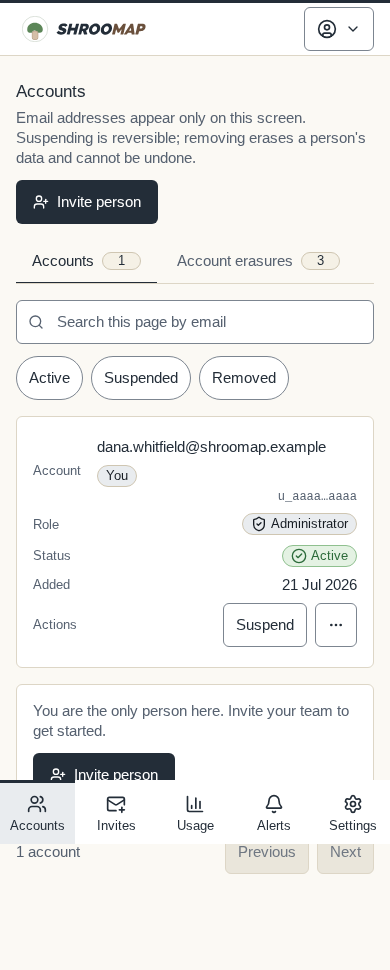 SHROOMAP
Accounts
Email addresses appear only on this screen.
Suspending is reversible; removing erases a person's
data and cannot be undone.
Invite person
Accounts 1 Account erasures 3
Search this page by email
Active Suspended Removed
dana.whitfield@shroomap.example
Account You
u_aaaa…aaaa
Role Administrator
Status Active
Added 21 Jul 2026
Actions Suspend ···
You are the only person here. Invite your team to
get started.
Invite person
Accounts Invites Usage Alerts Settings
1 account Previous Next